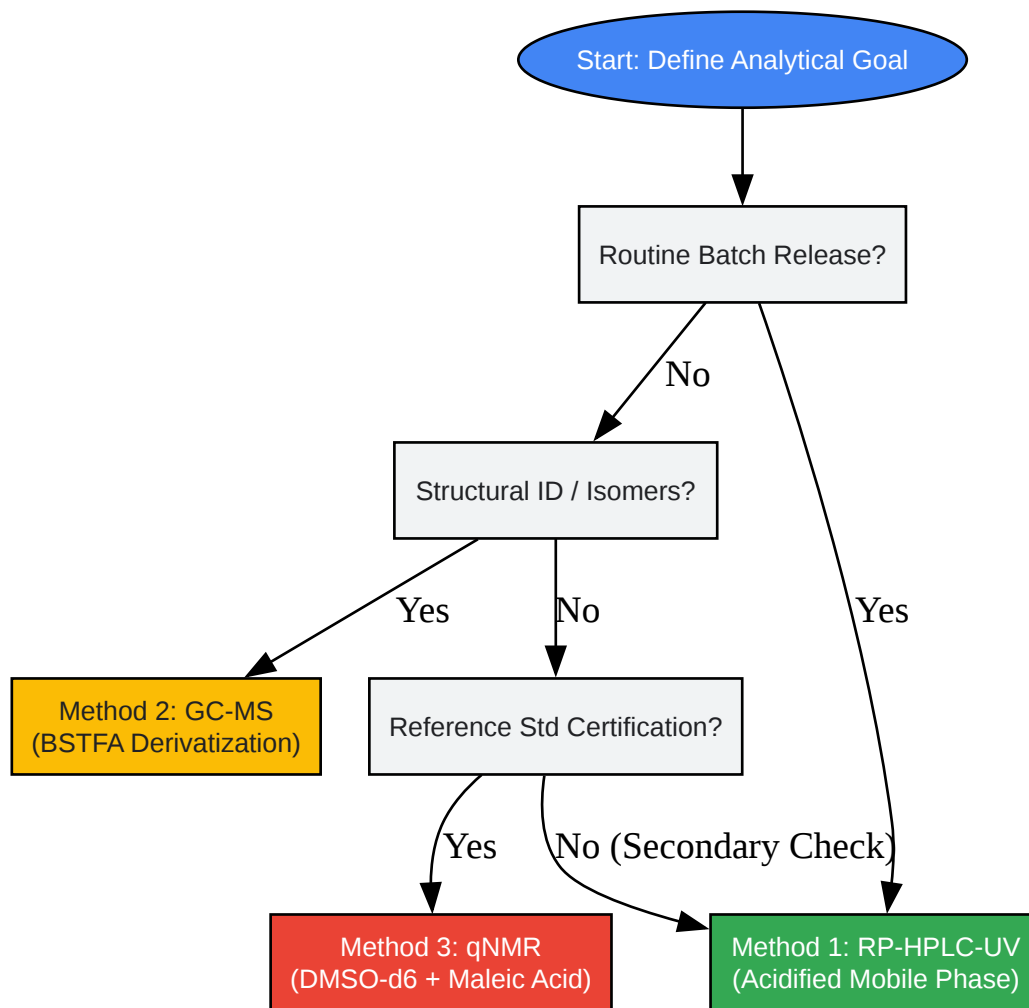 Start: Define Analytical Goal
Routine Batch Release?
No
Structural ID / Isomers?
Yes
No
Yes
Method 2: GC-MS
(BSTFA Derivatization)
Reference Std Certification?
Yes
No (Secondary Check)
Method 3: qNMR
(DMSO-d6 + Maleic Acid)
Method 1: RP-HPLC-UV
(Acidified Mobile Phase)